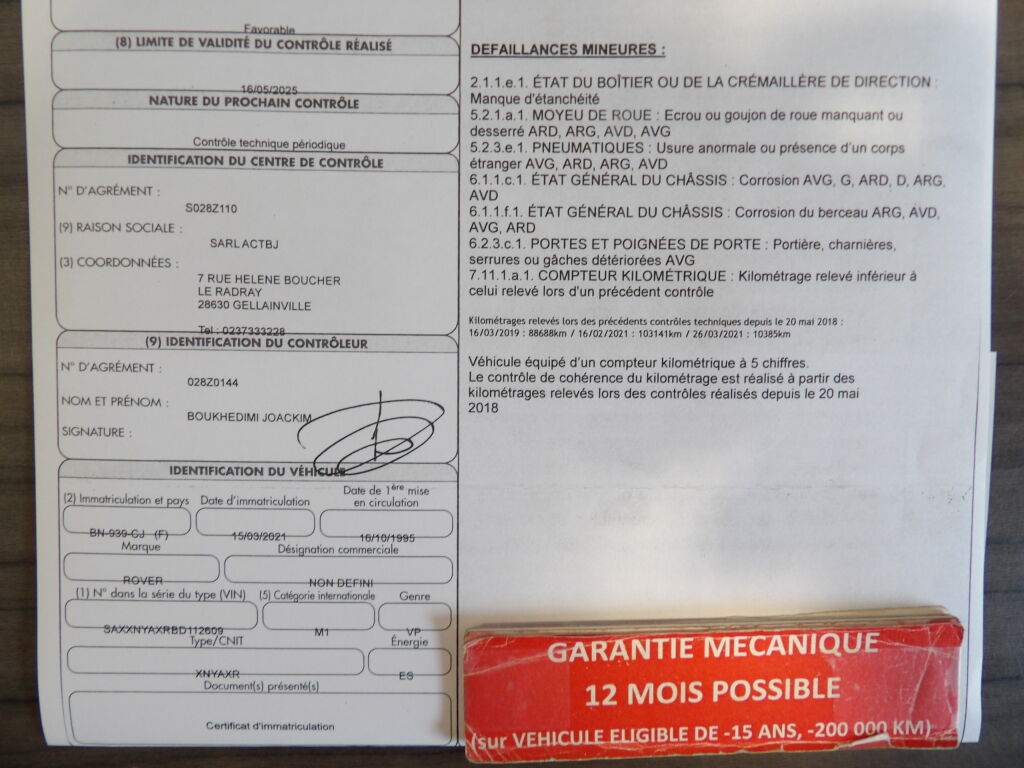 Favorable
(8) LIMITE DE VALIDITÉ DU CONTRÔLE RÉALISÉ
16/05/2025
NATURE DU PROCHAIN CONTRÔLE
Contrôle technique périodique
IDENTIFICATION DU CENTRE DE CONTRÔLE
N° D'AGRÉMENT :
S028Z110
(9) RAISON SOCIALE :
SARL ACTBJ
(3) COORDONNÉES :
7 RUE HELENE BOUCHER
LE RADRAY
28630 GELLAINVILLE
Tel : 0237333228
(9) IDENTIFICATION DU CONTRÔLEUR
N° D'AGRÉMENT :
028Z0144
NOM ET PRÉNOM :
BOUKHEDIMI JOACKIM
SIGNATURE :
IDENTIFICATION DU VÉHICULE
(2) Immatriculation et pays Date d'immatriculation Date de 1ère mise
en circulation
BN-939-CJ (F) 15/03/2021 16/10/1995
Marque Désignation commerciale
ROVER NON DEFINI
(1) N° dans la série du type (VIN) (5) Catégorie internationale Genre
SAXXNYAXRBD112609 M1 VP
Type/CNIT Énergie
XNYAXR ES
Document(s) présenté(s)
Certificat d'immatriculation
DEFAILLANCES MINEURES :
2.1.1.e.1. ÉTAT DU BOÎTIER OU DE LA CRÉMAILLÈRE DE DIRECTION :
Manque d'étanchéité
5.2.1.a.1. MOYEU DE ROUE : Ecrou ou goujon de roue manquant ou
desserré ARD, ARG, AVD, AVG
5.2.3.e.1. PNEUMATIQUES : Usure anormale ou présence d'un corps
étranger AVG, ARD, ARG, AVD
6.1.1.c.1. ÉTAT GÉNÉRAL DU CHÂSSIS : Corrosion AVG, G, ARD, D, ARG,
AVD
6.1.1.f.1. ÉTAT GÉNÉRAL DU CHÂSSIS : Corrosion du berceau ARG, AVD,
AVG, ARD
6.2.3.c.1. PORTES ET POIGNÉES DE PORTE : Portière, charnières,
serrures ou gâches détériorées AVG
7.11.1.a.1. COMPTEUR KILOMÉTRIQUE : Kilométrage relevé inférieur à
celui relevé lors d'un précédent contrôle
Kilométrages relevés lors des précédents contrôles techniques depuis le 20 mai 2018 :
16/03/2019 : 88688km / 16/02/2021 : 103141km / 26/03/2021 : 10385km
Véhicule équipé d'un compteur kilométrique à 5 chiffres.
Le contrôle de cohérence du kilométrage est réalisé à partir des
kilométrages relevés lors des contrôles réalisés depuis le 20 mai
2018
GARANTIE MECANIQUE
12 MOIS POSSIBLE
(sur VEHICULE ELIGIBLE DE -15 ANS, -200 000 KM)